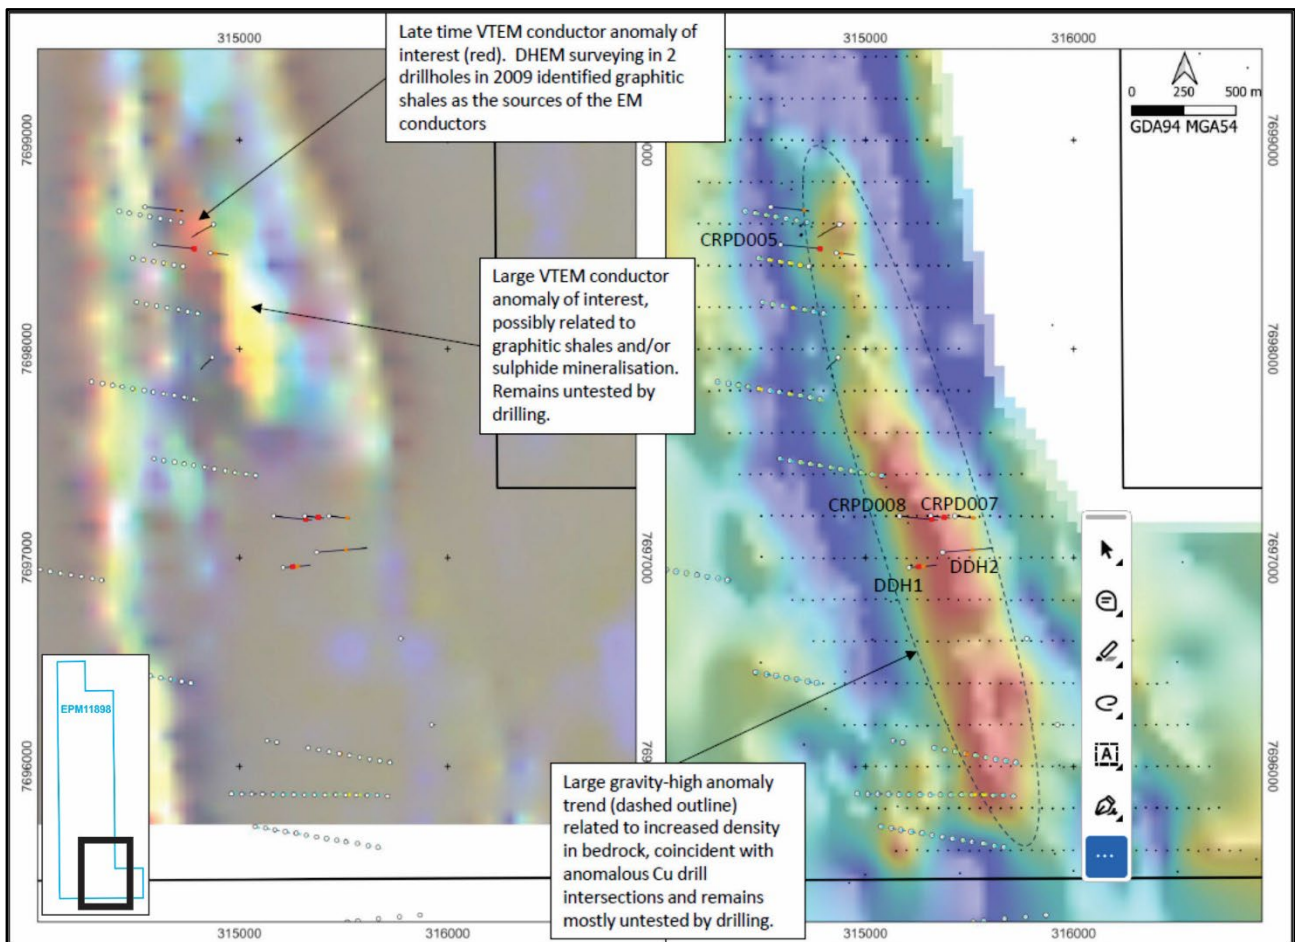 Late time VTEM conductor anomaly of
interest (red). DHEM surveying in 2
drillholes in 2009 identified graphitic
shales as the sources of the EM
conductors
315000
315000
316000
0 250 500 m
GDA94 MGA54
7699000
7699000
CRPD005
Large VTEM conductor
anomaly of interest,
possibly related to
graphitic shales and/or
sulphide mineralisation.
Remains untested by
drilling.
7698000
7698000
CRPD008 CRPD007
DDH2
DDH1
7697000
7697000
A
EPM11898
7696000
7696000
Large gravity-high anomaly
trend (dashed outline)
related to increased density
in bedrock, coincident with
anomalous Cu drill
intersections and remains
mostly untested by drilling.
315000
316000
315000
316000